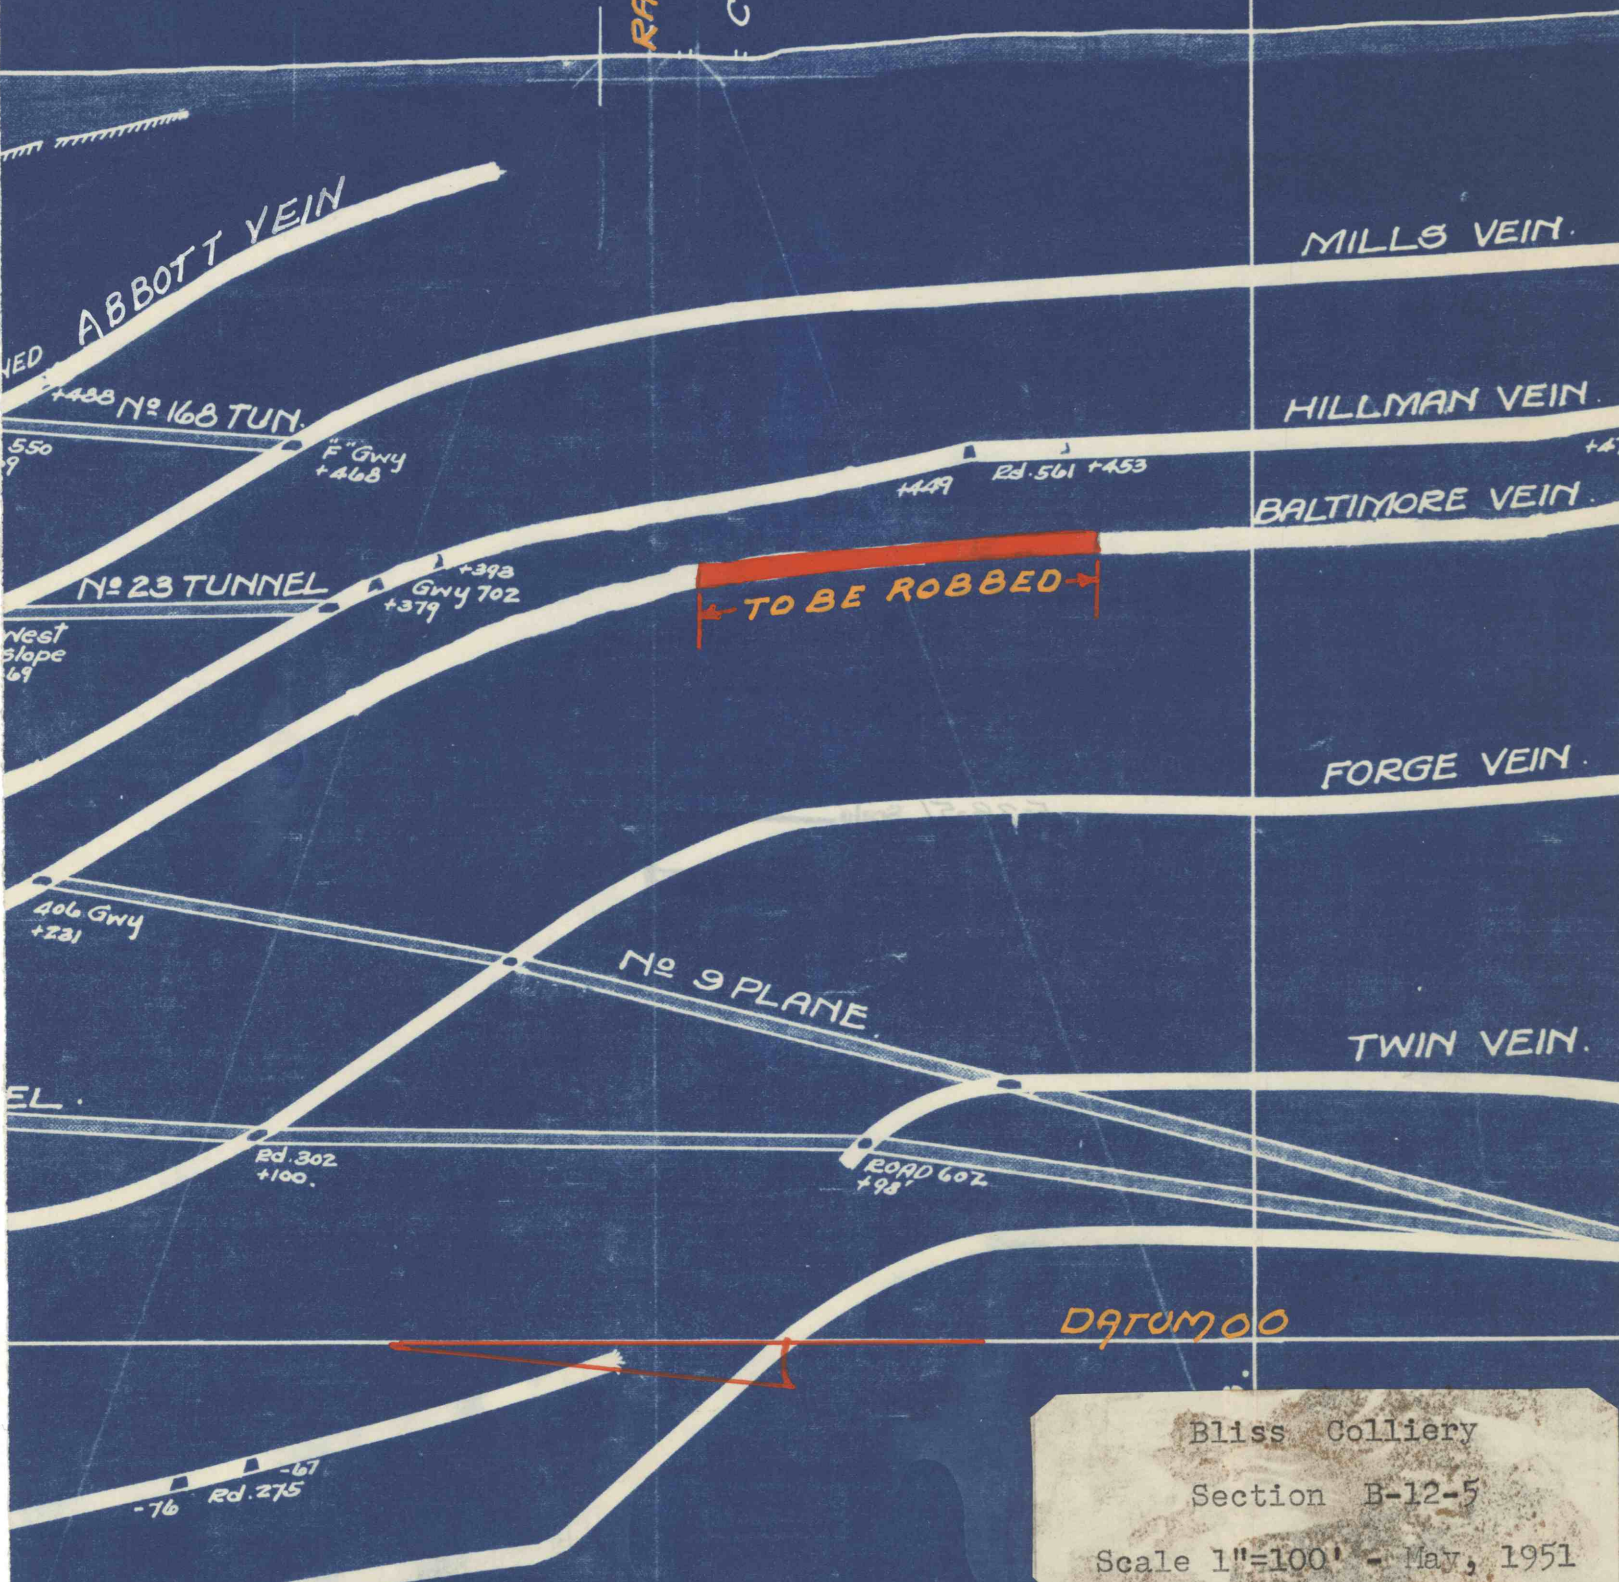 ABBOTT VEIN
MILLS VEIN.
+488
Nº 168 TUN.
550
"F" Gwy
+468
HILLMAN VEIN.
+449
Rd. 561 +453
BALTIMORE VEIN.
Nº 23 TUNNEL
+393
Gwy 702
+379
TO BE ROBBED
West
Slope
69
FORGE VEIN.
406 Gwy
+231
Nº 9 PLANE.
TWIN VEIN.
EL.
Rd. 302
+100.
ROAD 602
+98'
DATUM 00
-67
Rd. 275
-76
Bliss Colliery
Section B-12-5
Scale 1"=100' - May, 1951